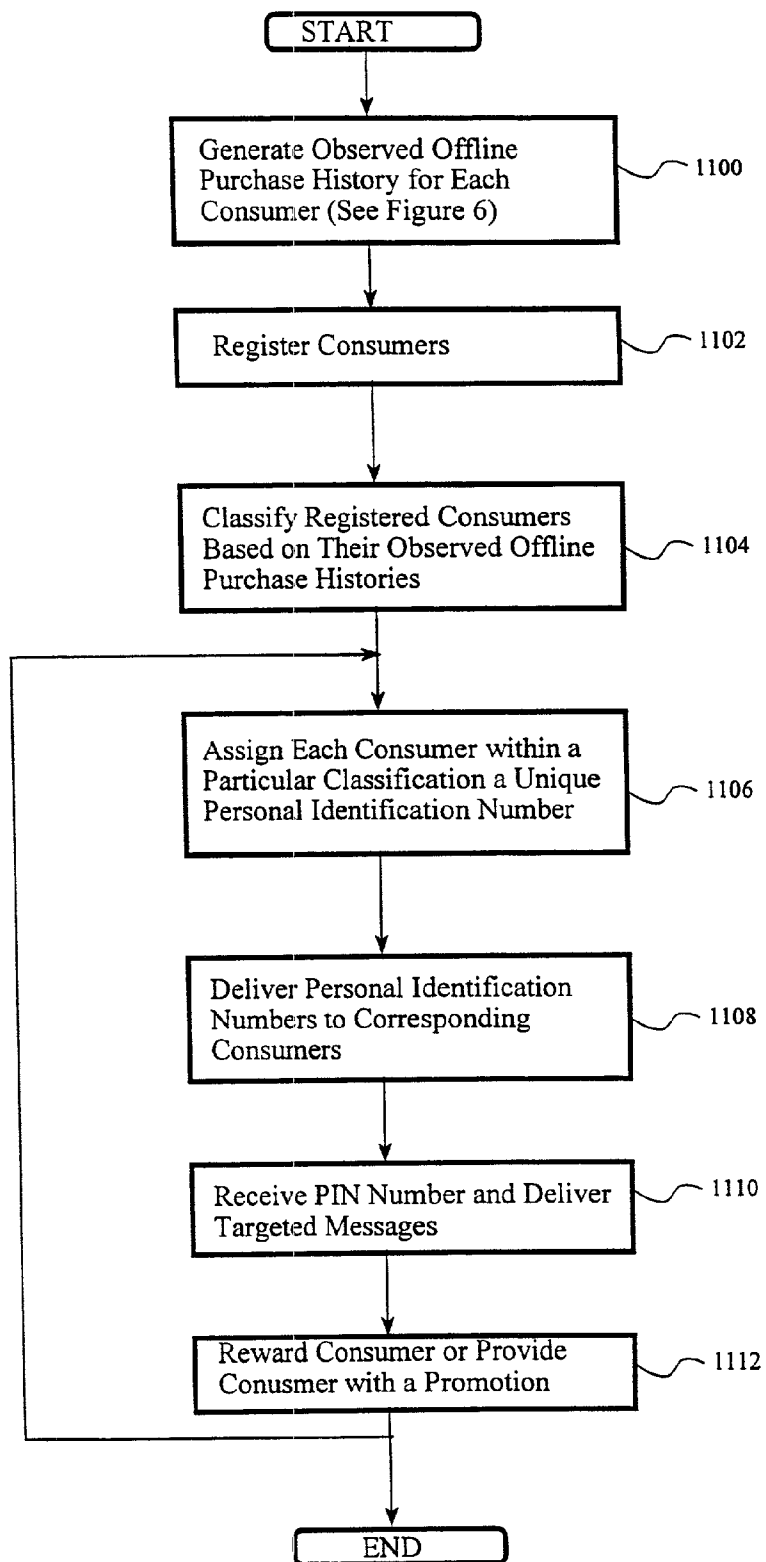 START
Generate Observed Offline
Purchase History for Each
Consumer (See Figure 6)
1100
Register Consumers
1102
Classify Registered Consumers
Based on Their Observed Offline
Purchase Histories
1104
Assign Each Consumer within a
Particular Classification a Unique
Personal Identification Number
1106
Deliver Personal Identification
Numbers to Corresponding
Consumers
1108
Receive PIN Number and Deliver
Targeted Messages
1110
Reward Consumer or Provide
Conusmer with a Promotion
1112
END